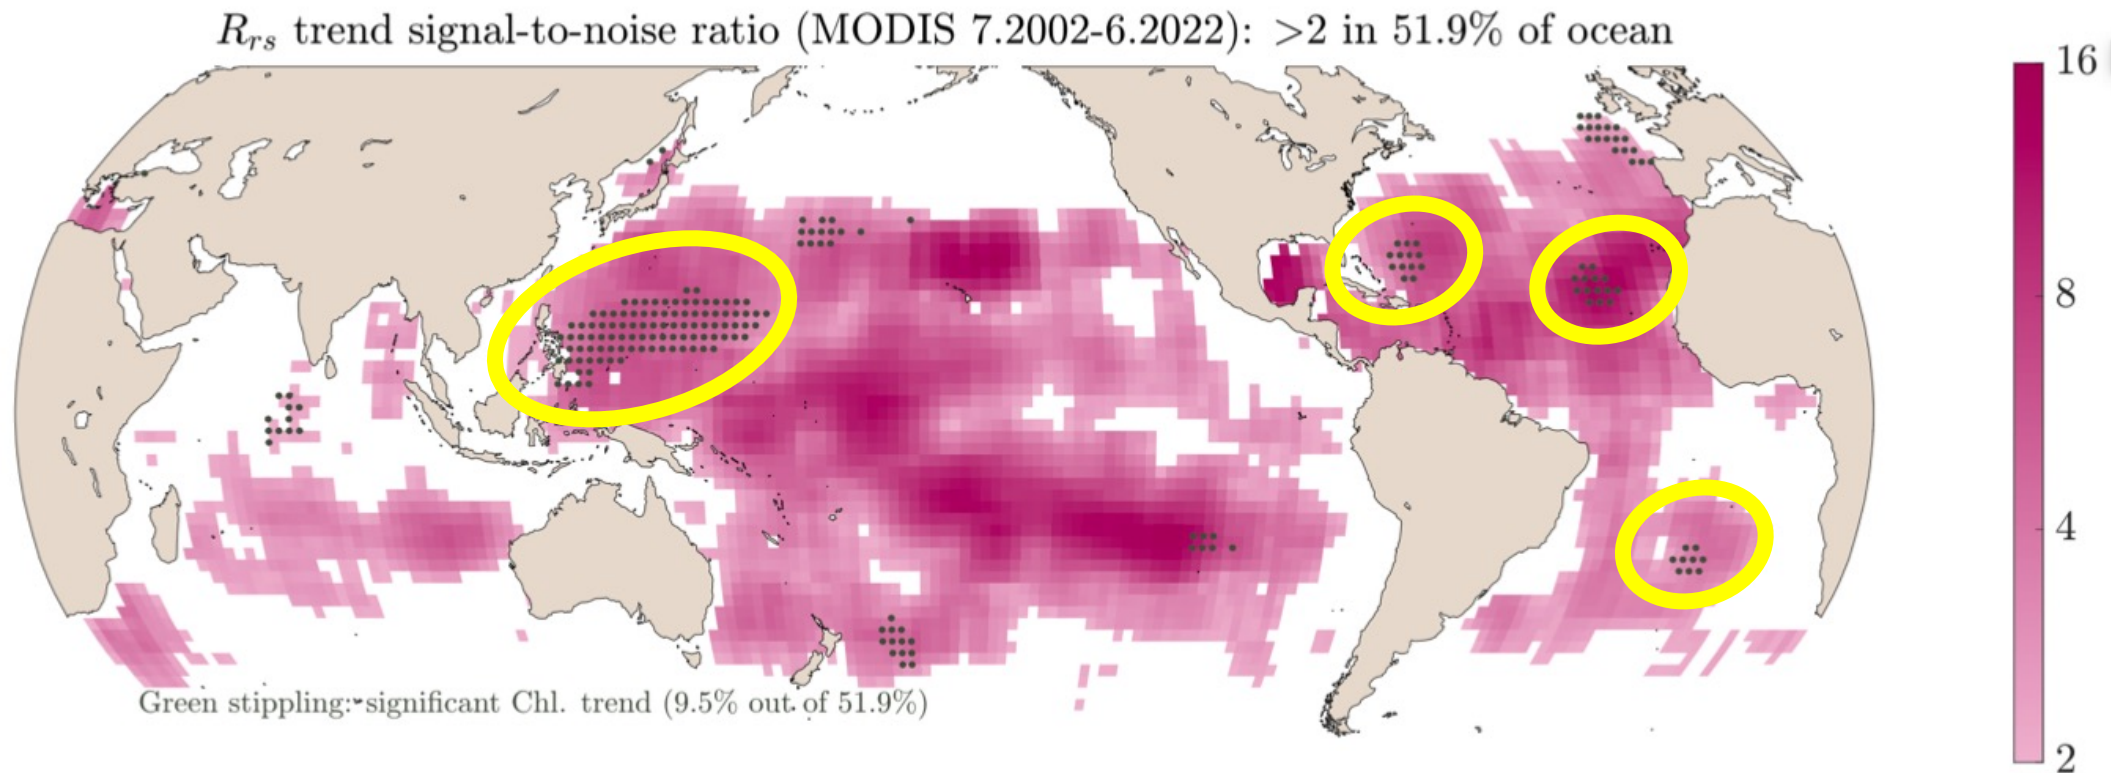 Rrs trend signal-to-noise ratio (MODIS 7.2002-6.2022): >2 in 51.9% of ocean
16
8
4
2
Green stippling: significant Chl. trend (9.5% out of 51.9%)